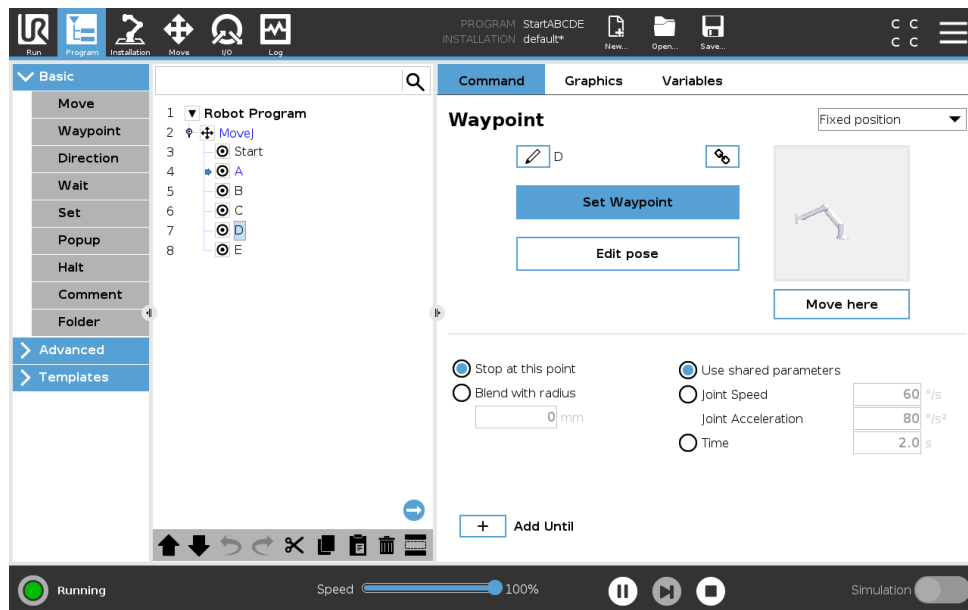 UR
PROGRAM StartABCDE
INSTALLATION default*
Run Program Installation Move I/O Log New... Open... Save... C C
C C
Basic
Command Graphics Variables
Move
Waypoint
Direction
Wait
Set
Popup
Halt
Comment
Folder
Advanced
Templates
1 Robot Program
2 MoveJ
3 Start
4 A
5 B
6 C
7 D
8 E
Waypoint Fixed position
D
Set Waypoint
Edit pose
Move here
Stop at this point
Blend with radius
0 mm
Use shared parameters
Joint Speed 60 °/s
Joint Acceleration 80 °/s²
Time 2.0 s
+ Add Until
Running Speed 100% Simulation